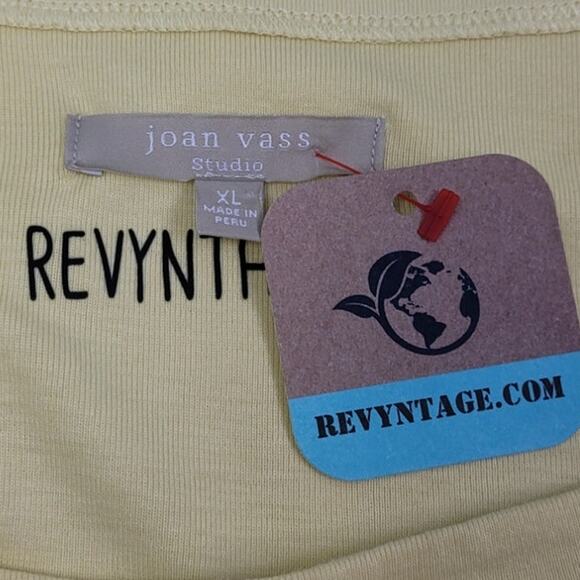 joan vass
Studio
XL
MADE IN
PERU
REVYNT
REVYNTAGE.COM